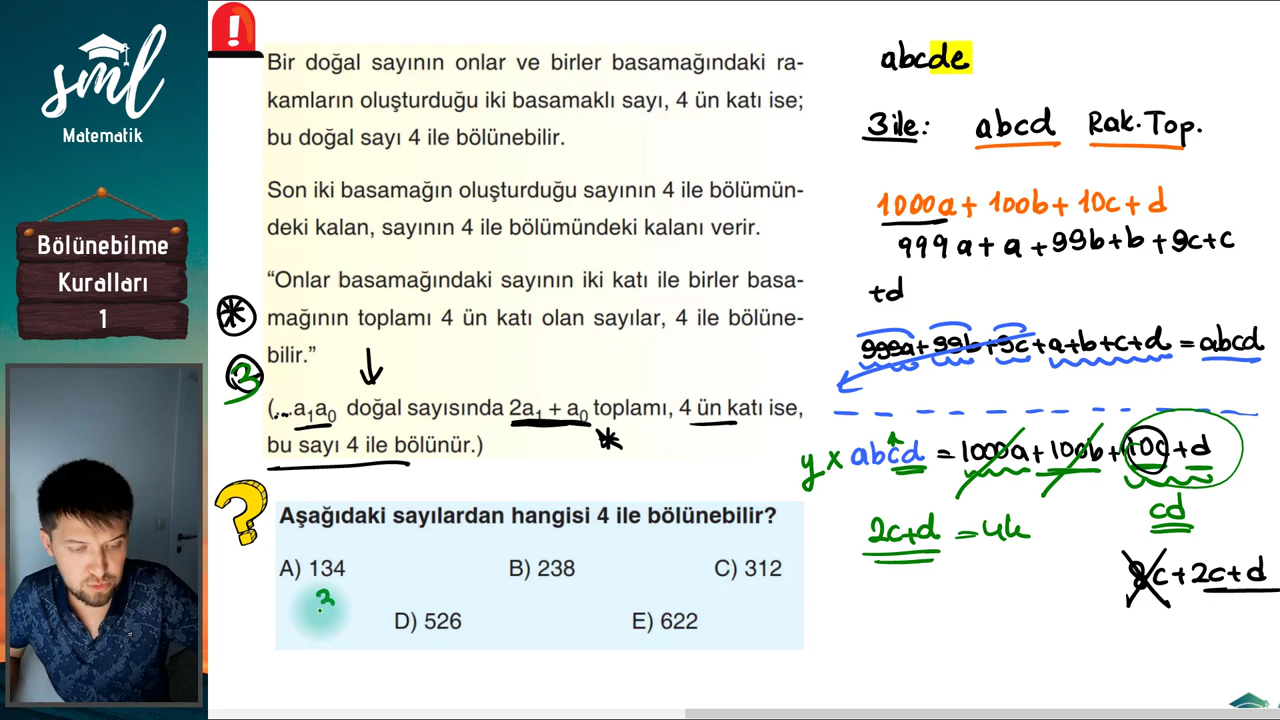 sml
Matematik
Bölünebilme
Kuralları
1
!
Bir doğal sayının onlar ve birler basamağındaki ra-
kamların oluşturduğu iki basamaklı sayı, 4 ün katı ise;
bu doğal sayı 4 ile bölünebilir.
Son iki basamağın oluşturduğu sayının 4 ile bölümün-
deki kalan, sayının 4 ile bölümündeki kalanı verir.
“Onlar basamağındaki sayının iki katı ile birler basa-
mağının toplamı 4 ün katı olan sayılar, 4 ile bölüne-
bilir.”
(...a₁a₀ doğal sayısında 2a₁ + a₀ toplamı, 4 ün katı ise,
bu sayı 4 ile bölünür.)
?
Aşağıdaki sayılardan hangisi 4 ile bölünebilir?
A) 134 B) 238 C) 312
D) 526 E) 622
abcde
3 ile: abcd Rak. Top.
1000a + 100b + 10c + d
999a + a + 99b + b + 9c + c
+d
999a + 99b + 9c + a + b + c + d = abcd
abcd = 1000a + 100b + 10c + d
cd
2c+d = 4k
8c + 2c + d